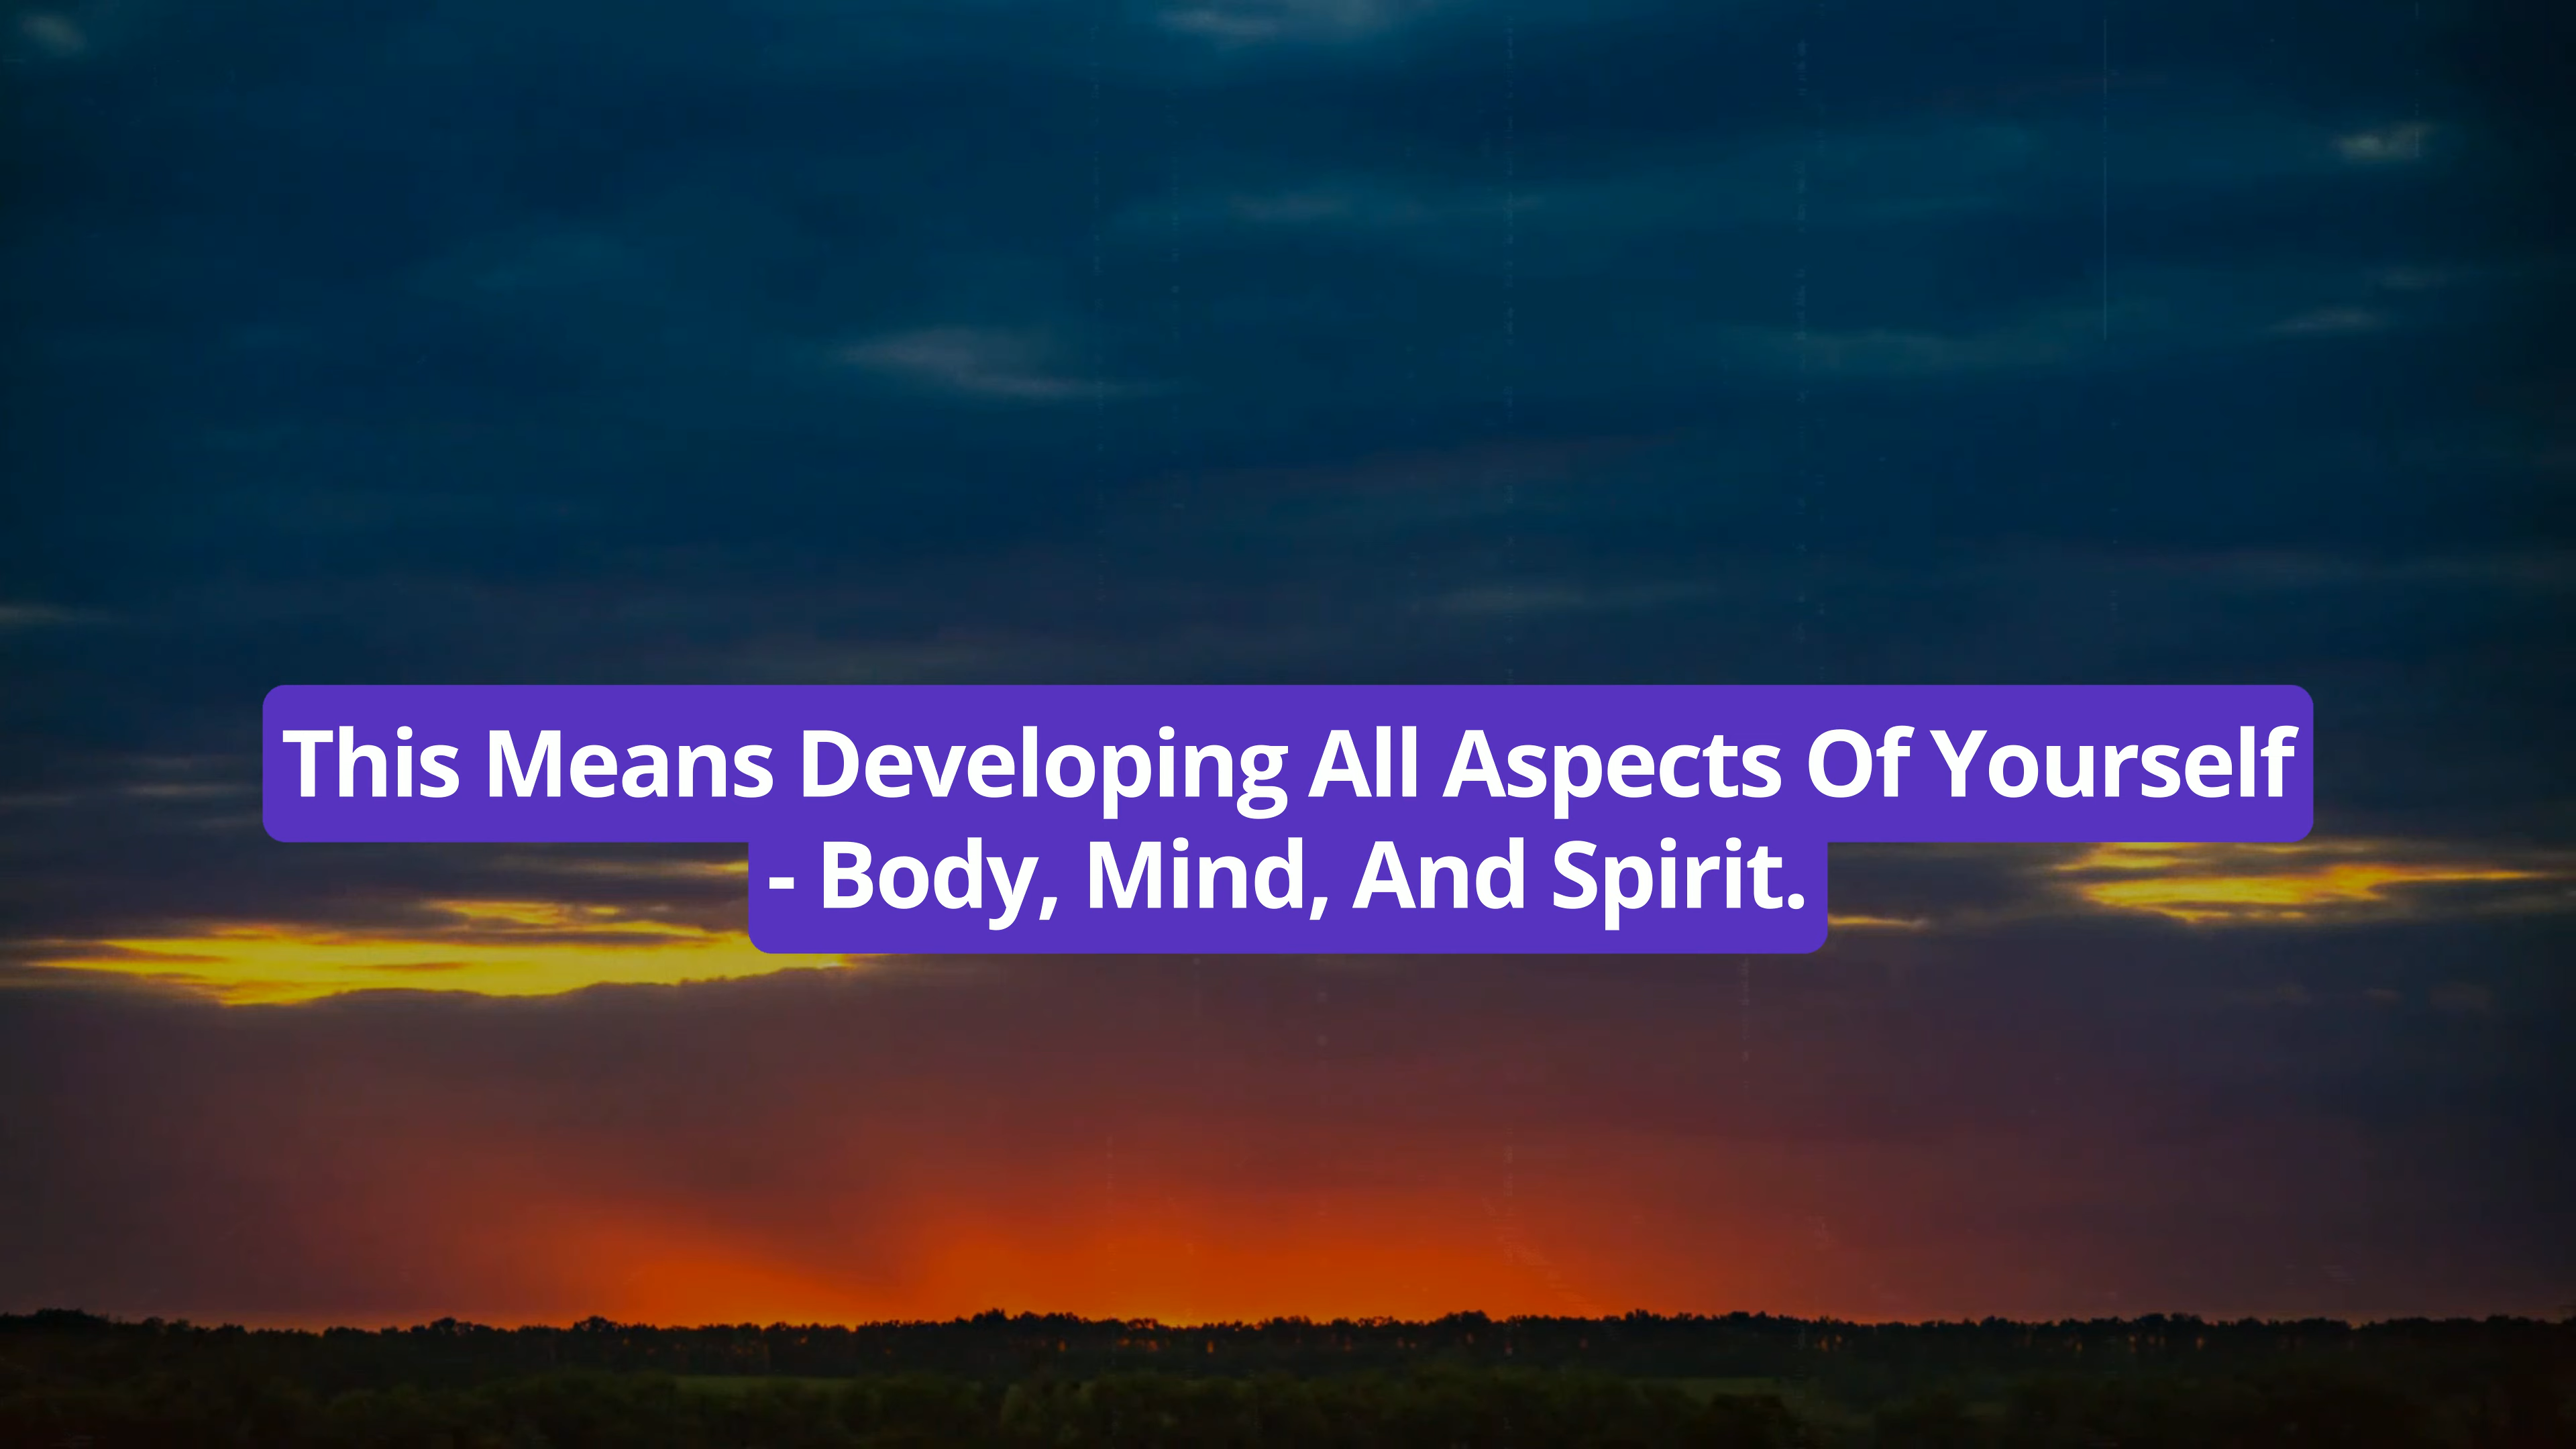 This Means Developing All Aspects Of Yourself
- Body, Mind, And Spirit.